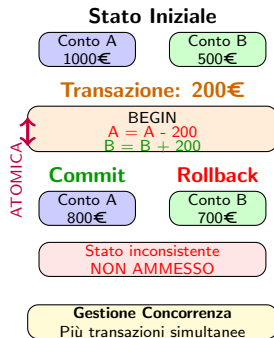 Stato Iniziale
Conto A Conto B
1000€ 500€
Transazione: 200€
BEGIN
A = A - 200
B = B + 200
ATOMICA
Commit Rollback
Conto A Conto B
800€ 700€
Stato inconsistente
NON AMMESSO
Gestione Concorrenza
Più transazioni simultanee